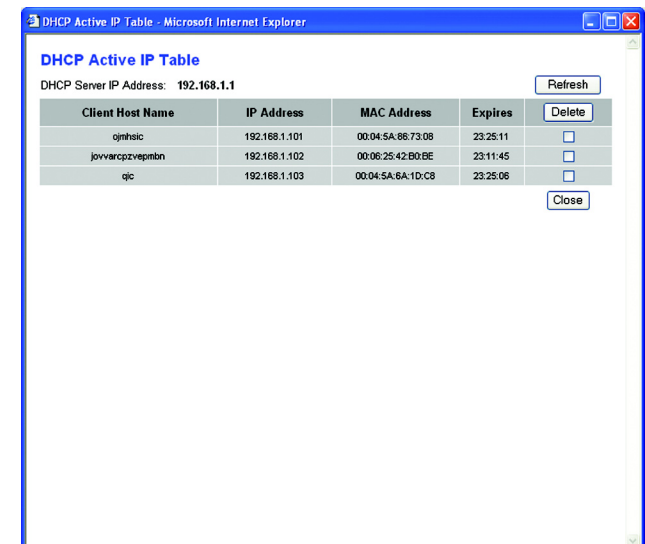 DHCP Active IP Table - Microsoft Internet Explorer
DHCP Active IP Table
DHCP Server IP Address: 192.168.1.1 Refresh
Client Host Name IP Address MAC Address Expires Delete
ojmhsic 192.168.1.101 00:04:5A:86:73:08 23:25:11
jovvarcpzvepmbn 192.168.1.102 00:06:25:42:B0:BE 23:11:45
qic 192.168.1.103 00:04:5A:6A:1D:C8 23:25:06
Close